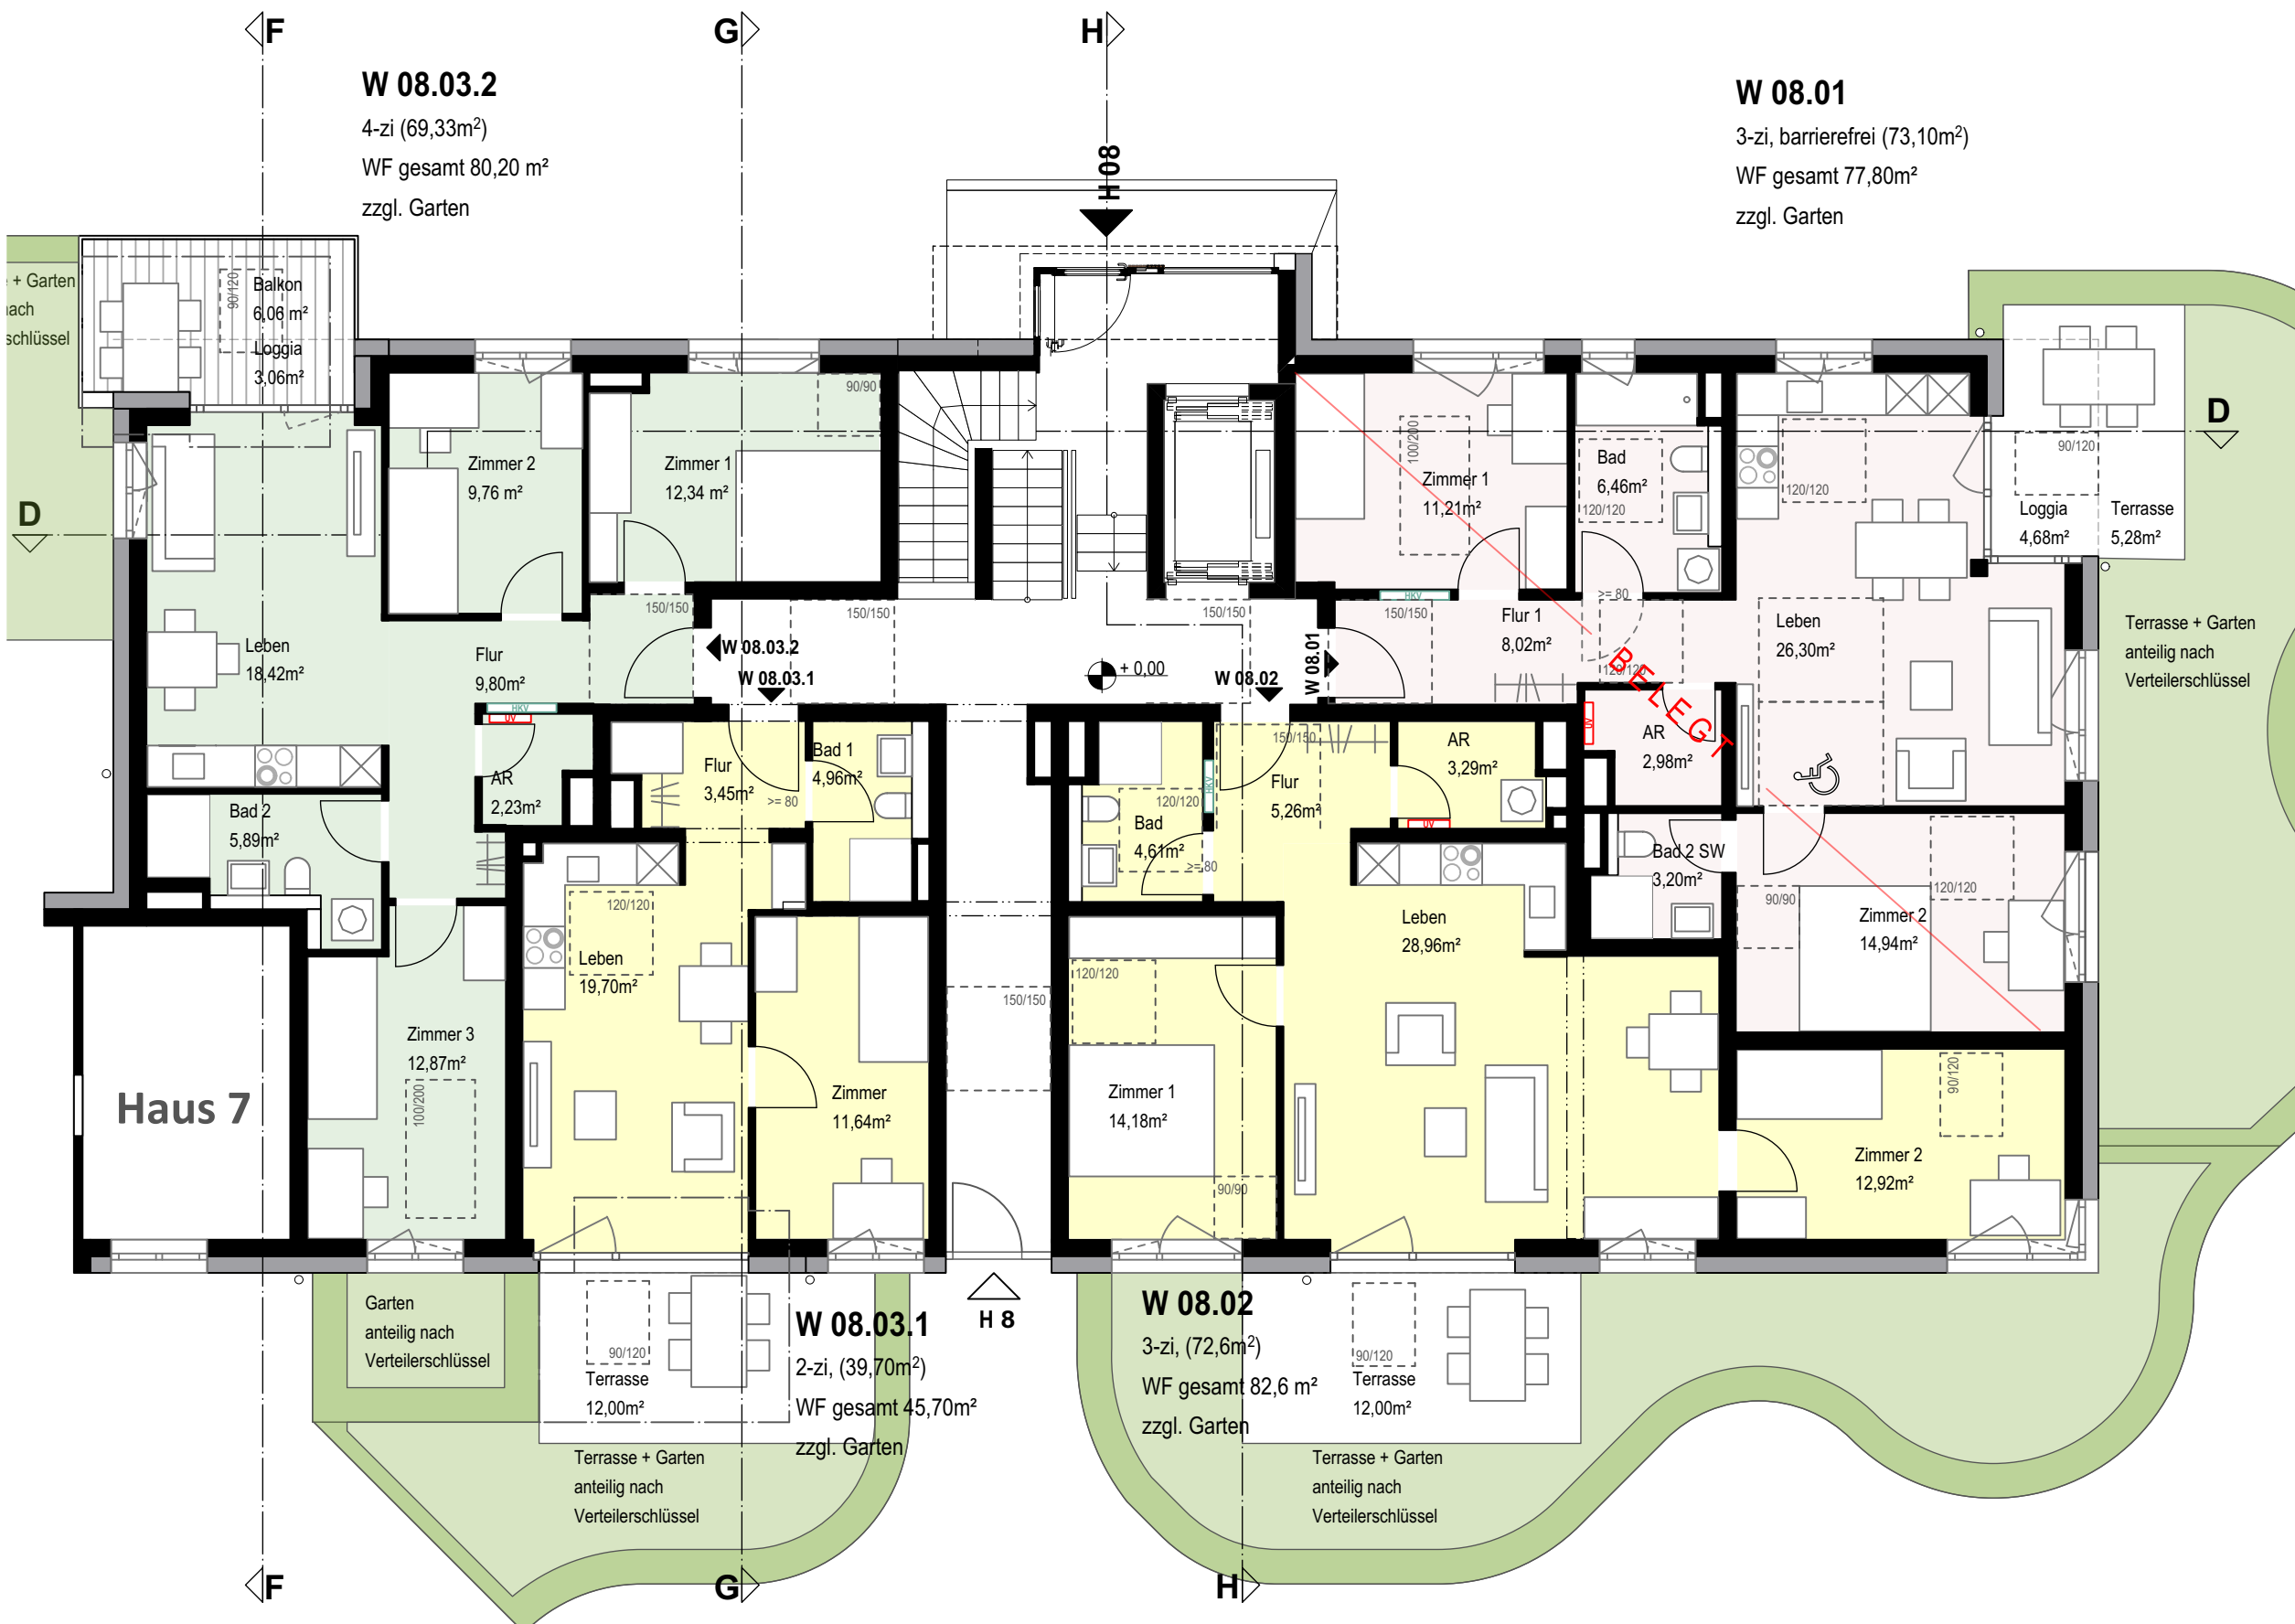 F
G
H
W 08.03.2
4-zi (69,33m²)
WF gesamt 80,20 m²
zzgl. Garten
W 08.01
3-zi, barrierefrei (73,10m²)
WF gesamt 77,80m²
zzgl. Garten
H 08
+ Garten
nach
schlüssel
90/120
Balkon
6,06 m²
Loggia
3,06m²
D
Zimmer 2
9,76 m²
Zimmer 1
12,34 m²
90/90
Leben
18,42m²
Flur
9,80m²
150/150
HKV
UV
AR
2,23m²
Bad 2
5,89m²
Zimmer 3
12,87m²
100/200
Haus 7
W 08.03.2
W 08.03.1
150/150
+ 0,00
150/150
W 08.02
W 08.01
Zimmer 1
11,21m²
100/200
Bad
6,46m²
120/120
HKV
150/150
Flur 1
8,02m²
>= 80
120/120
BELEGT
UV
AR
2,98m²
Leben
26,30m²
120/120
90/120
Loggia
4,68m²
Terrasse
5,28m²
D
Terrasse + Garten
anteilig nach
Verteilerschlüssel
Bad 2 SW
3,20m²
90/90
120/120
Zimmer 2
14,94m²
Flur
3,45m²
>= 80
Bad 1
4,96m²
120/120
Leben
19,70m²
Zimmer
11,64m²
150/150
120/120
Bad
4,61m²
>= 80
HKV
150/150
Flur
5,26m²
AR
3,29m²
UV
Leben
28,96m²
120/120
Zimmer 1
14,18m²
90/90
90/120
Zimmer 2
12,92m²
Garten
anteilig nach
Verteilerschlüssel
90/120
Terrasse
12,00m²
W 08.03.1
2-zi, (39,70m²)
WF gesamt 45,70m²
zzgl. Garten
H 8
W 08.02
3-zi, (72,6m²)
WF gesamt 82,6 m²
zzgl. Garten
90/120
Terrasse
12,00m²
Terrasse + Garten
anteilig nach
Verteilerschlüssel
Terrasse + Garten
anteilig nach
Verteilerschlüssel
F
G
H